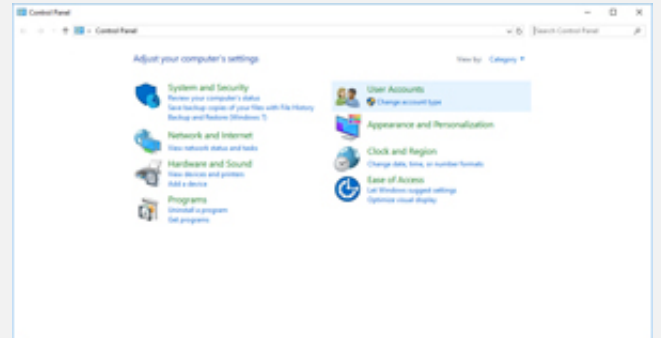 Control Panel
Control Panel
Search Control Panel
Adjust your computer's settings
View by: Category
System and Security
Review your computer's status
Save backup copies of your files with File History
Backup and Restore (Windows 7)
Network and Internet
View network status and tasks
Hardware and Sound
View devices and printers
Add a device
Programs
Uninstall a program
Get programs
User Accounts
Change account type
Appearance and Personalization
Clock and Region
Change date, time, or number formats
Ease of Access
Let Windows suggest settings
Optimize visual display